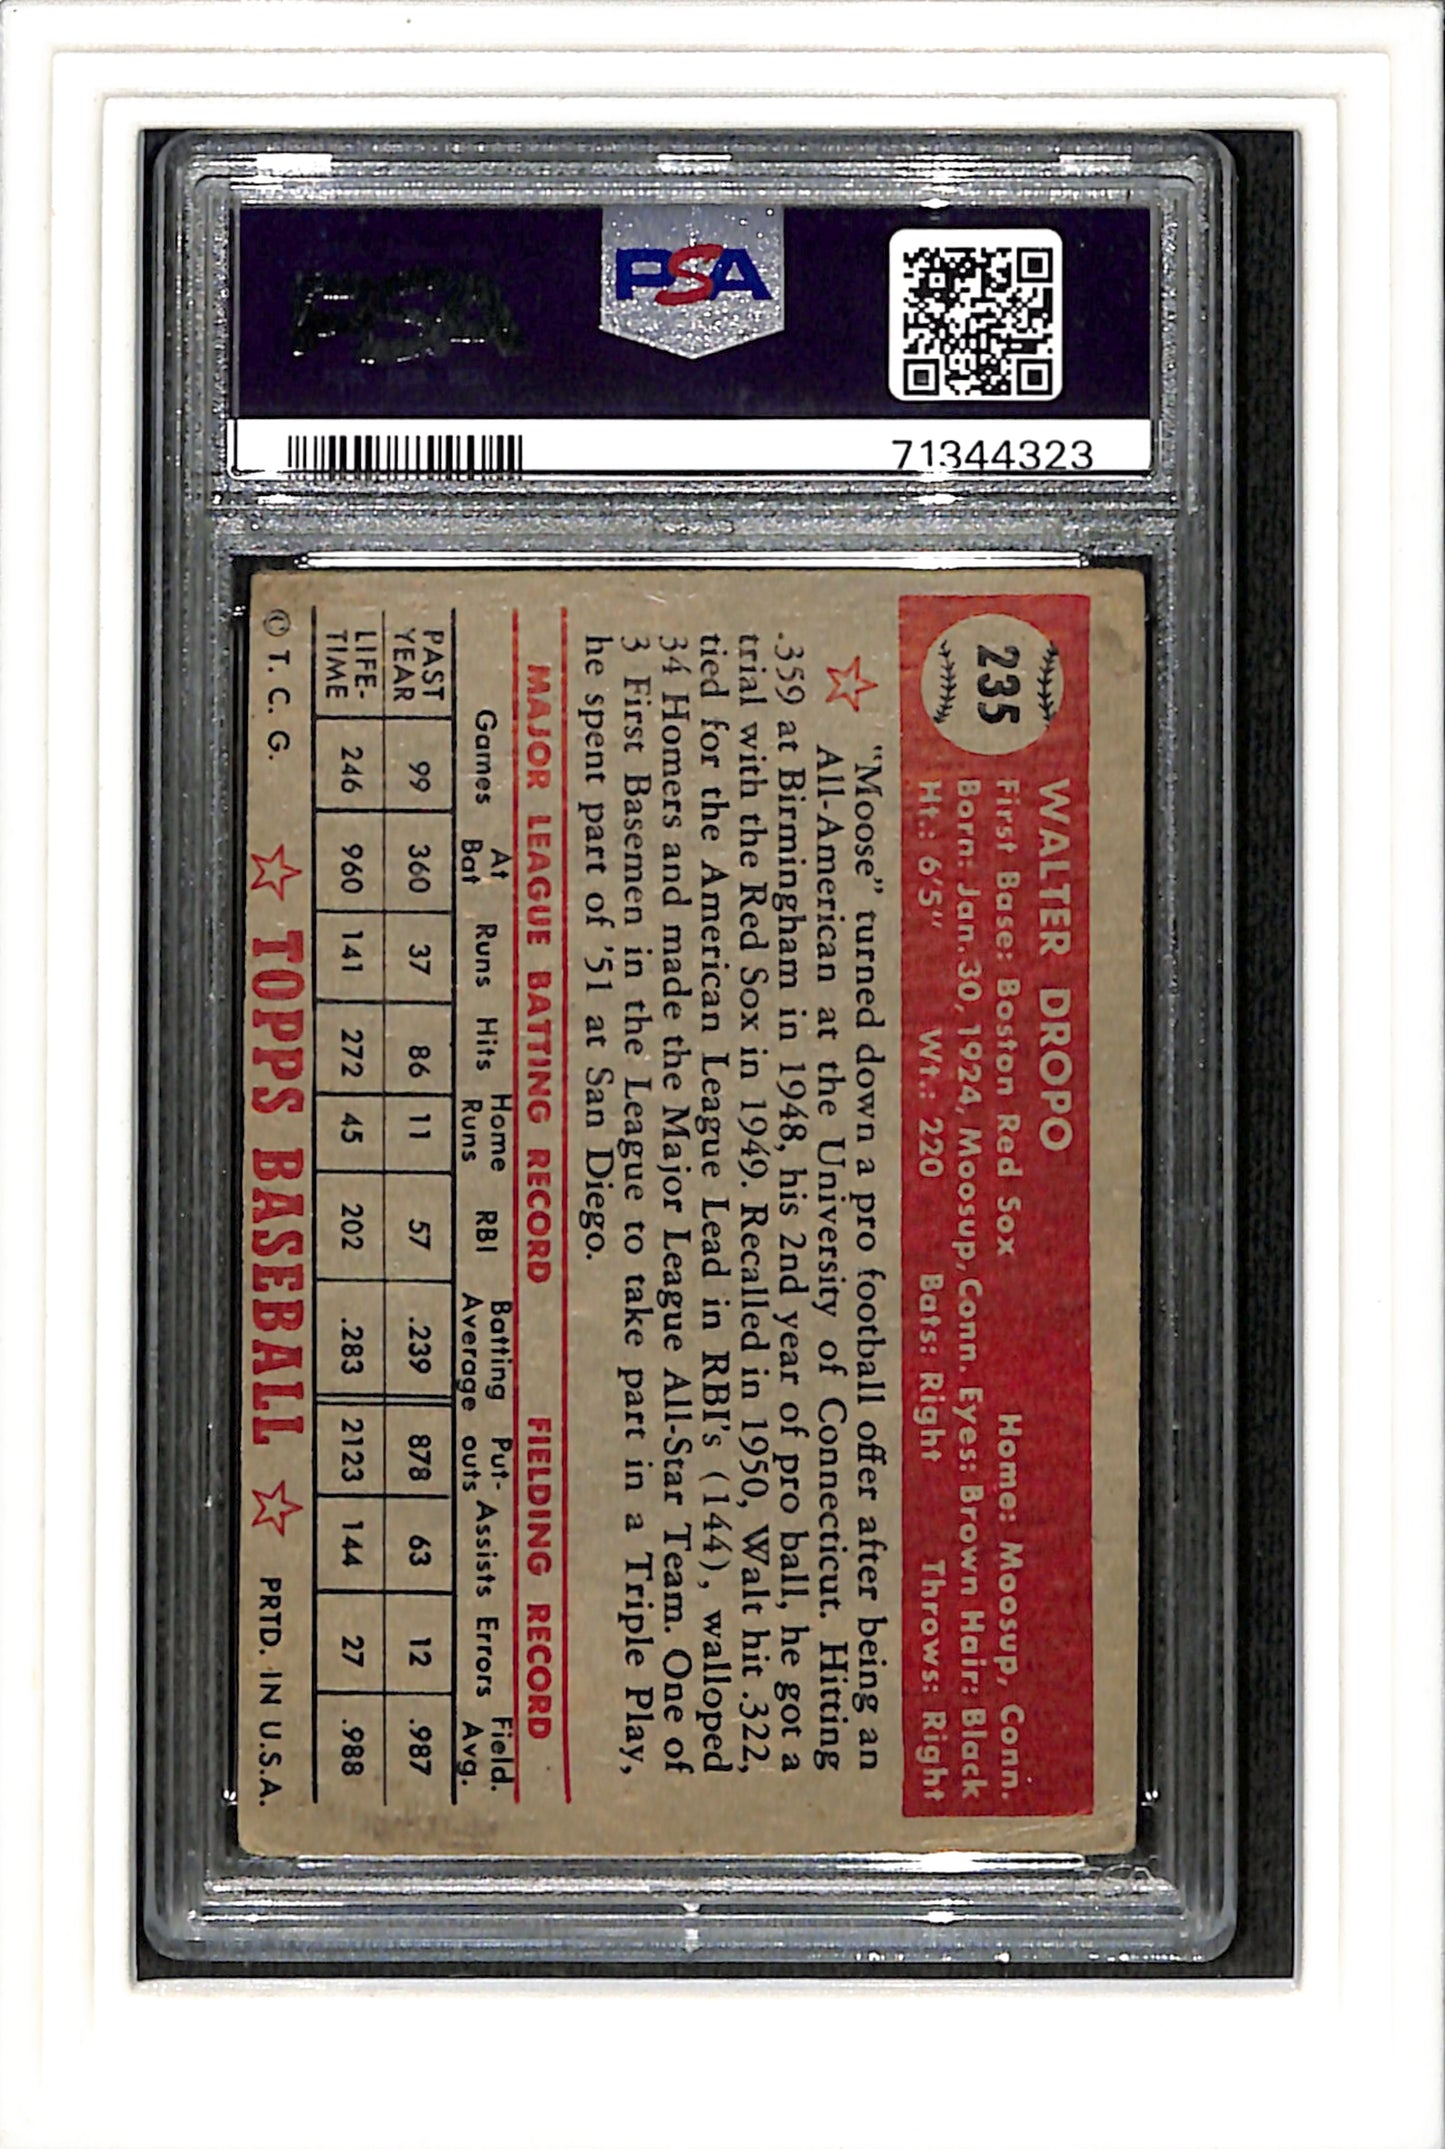 PSA
PSA
71344323
235
WALTER DROPO
First Base: Boston Red Sox Home: Moosup, Conn.
Born: Jan. 30, 1924, Moosup, Conn. Eyes: Brown Hair: Black
Ht.: 6'5" Wt.: 220 Bats: Right Throws: Right
"Moose" turned down a pro football offer after being an
All-American at the University of Connecticut. Hitting
.359 at Birmingham in 1948, his 2nd year of pro ball, he got a
trial with the Red Sox in 1949. Recalled in 1950, Walt hit .322,
tied for the American League Lead in RBI's (144), walloped
34 Homers and made the Major League All-Star Team. One of
3 First Basemen in the League to take part in a Triple Play,
he spent part of '51 at San Diego.
MAJOR LEAGUE BATTING RECORD FIELDING RECORD
Games At Bat Runs Hits Home Runs RBI Batting Average Put-outs Assists Errors Field. Avg.
PAST YEAR 99 360 37 86 11 57 .239 878 63 12 .987
LIFE-TIME 246 960 141 272 45 202 .283 2123 144 27 .988
© T. C. G. TOPPS BASEBALL PRTD. IN U.S.A.